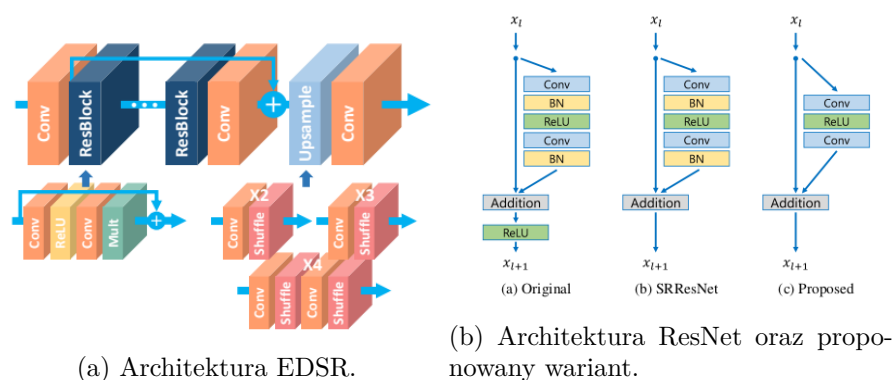 Conv
ResBlock
ResBlock
Conv
Upsample
Conv
Conv
ReLU
Conv
Mult
X2
Conv
Shuffle
X3
Conv
Shuffle
X4
Conv
Shuffle
Conv
Shuffle
(a) Architektura EDSR.
x_l
Conv
BN
ReLU
Conv
BN
Addition
ReLU
x_{l+1}
(a) Original
x_l
Conv
BN
ReLU
Conv
BN
Addition
x_{l+1}
(b) SRResNet
x_l
Conv
ReLU
Conv
Addition
x_{l+1}
(c) Proposed
(b) Architektura ResNet oraz propo-
nowany wariant.